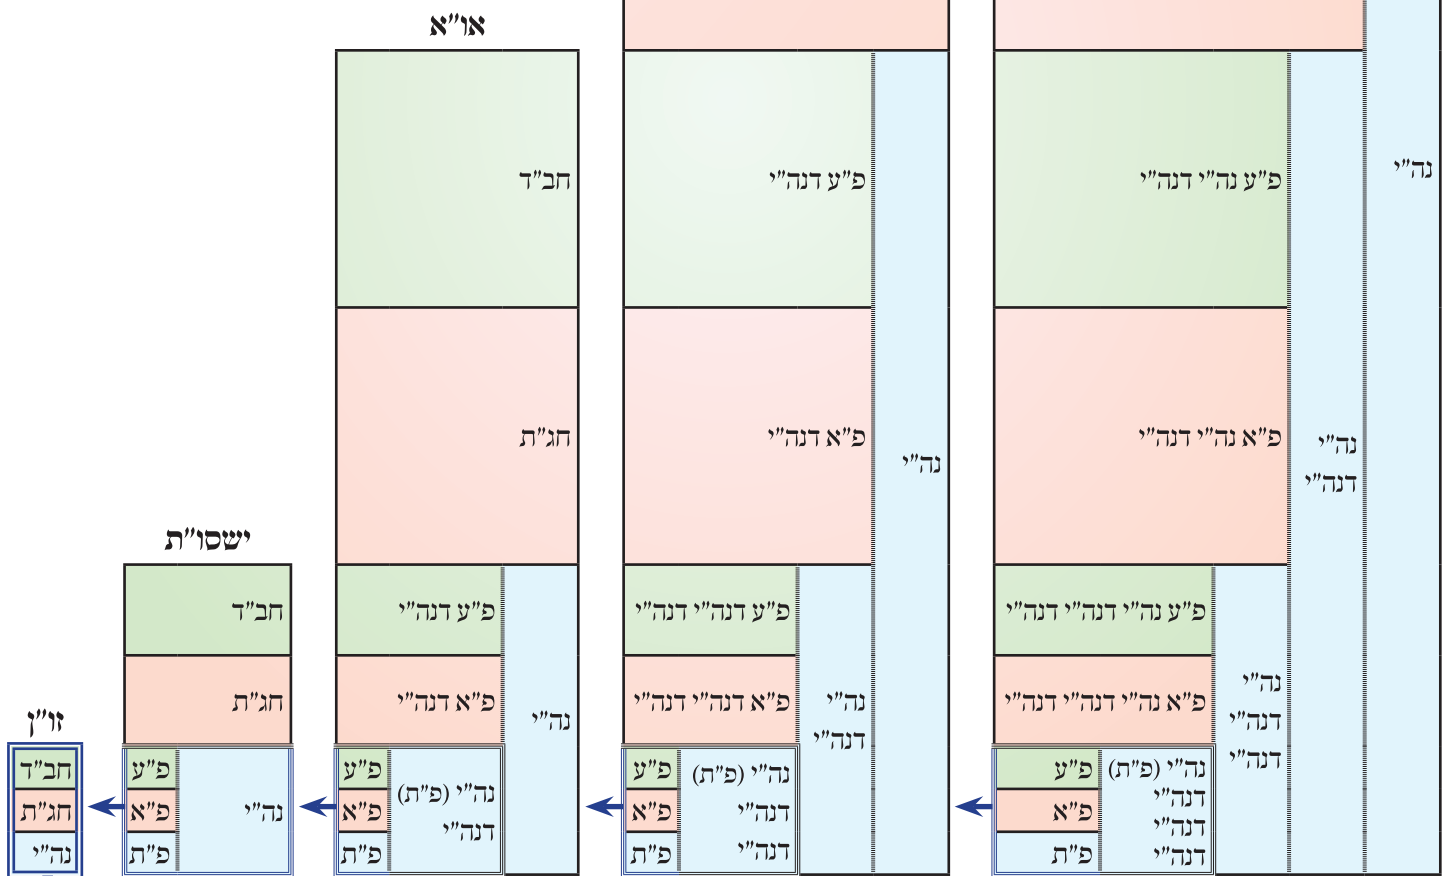 או"א
נה"י
פ"ע נה"י דנה"י
פ"ע דנה"י
חב"ד
נה"י
דנה"י
פ"א נה"י דנה"י
נה"י
פ"א דנה"י
חג"ת
ישסו"ת
פ"ע נה"י דנה"י דנה"י
פ"ע דנה"י דנה"י
פ"ע דנה"י
חב"ד
נה"י
דנה"י
דנה"י
פ"א נה"י דנה"י דנה"י
נה"י
דנה"י
פ"א דנה"י דנה"י
נה"י
פ"א דנה"י
חג"ת
זו"ן
נה"י (פ"ת)
דנה"י
דנה"י
דנה"י
פ"ע
פ"א
פ"ת
נה"י (פ"ת)
דנה"י
דנה"י
פ"ע
פ"א
פ"ת
נה"י (פ"ת)
דנה"י
פ"ע
פ"א
פ"ת
נה"י
פ"ע
פ"א
פ"ת
חב"ד
חג"ת
נה"י